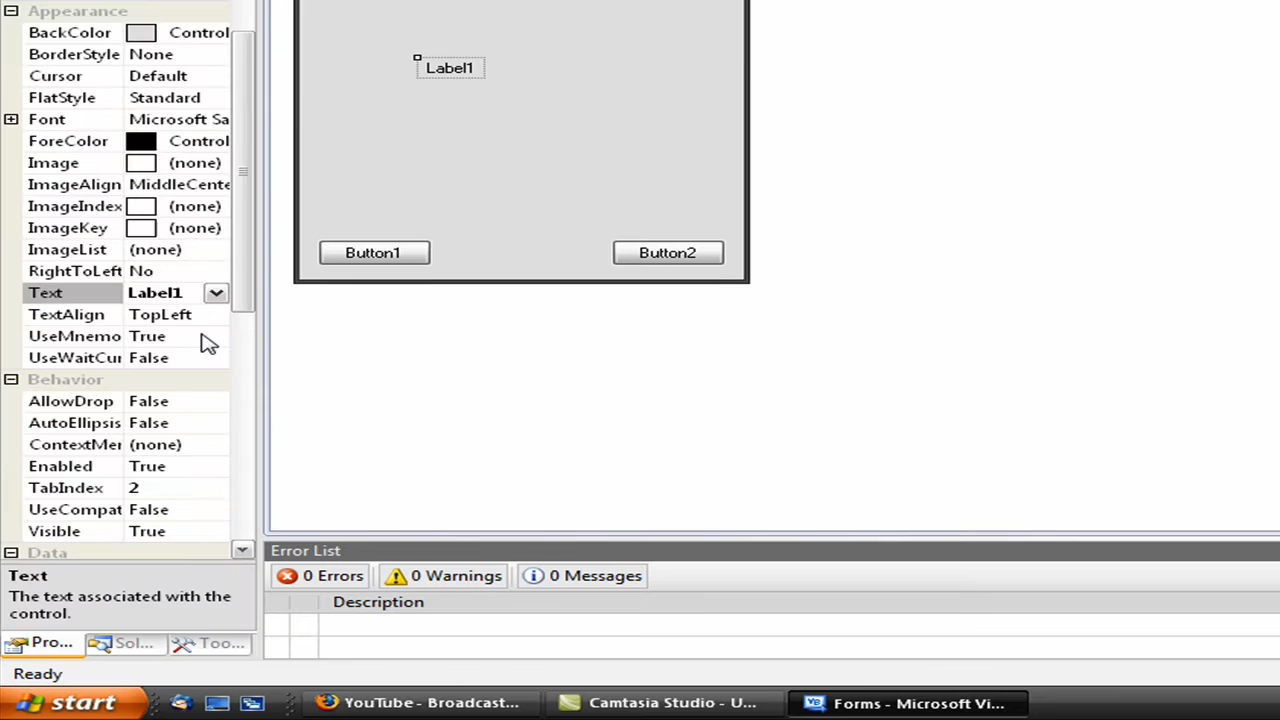 Appearance
BackColor Control
BorderStyle None
Cursor Default
FlatStyle Standard
Font Microsoft Sa
ForeColor Control
Image (none)
ImageAlign MiddleCente
ImageIndex (none)
ImageKey (none)
ImageList (none)
RightToLeft No
Text Label1
TextAlign TopLeft
UseMnemo True
UseWaitCur False
Behavior
AllowDrop False
AutoEllipsis False
ContextMer (none)
Enabled True
TabIndex 2
UseCompat False
Visible True
Data
Text
The text associated with the
control.
Pro... Sol... Too...
Label1
Button1 Button2
Error List
0 Errors 0 Warnings 0 Messages
Description
Ready
start YouTube - Broadcast... Camtasia Studio - U... Forms - Microsoft Vi...